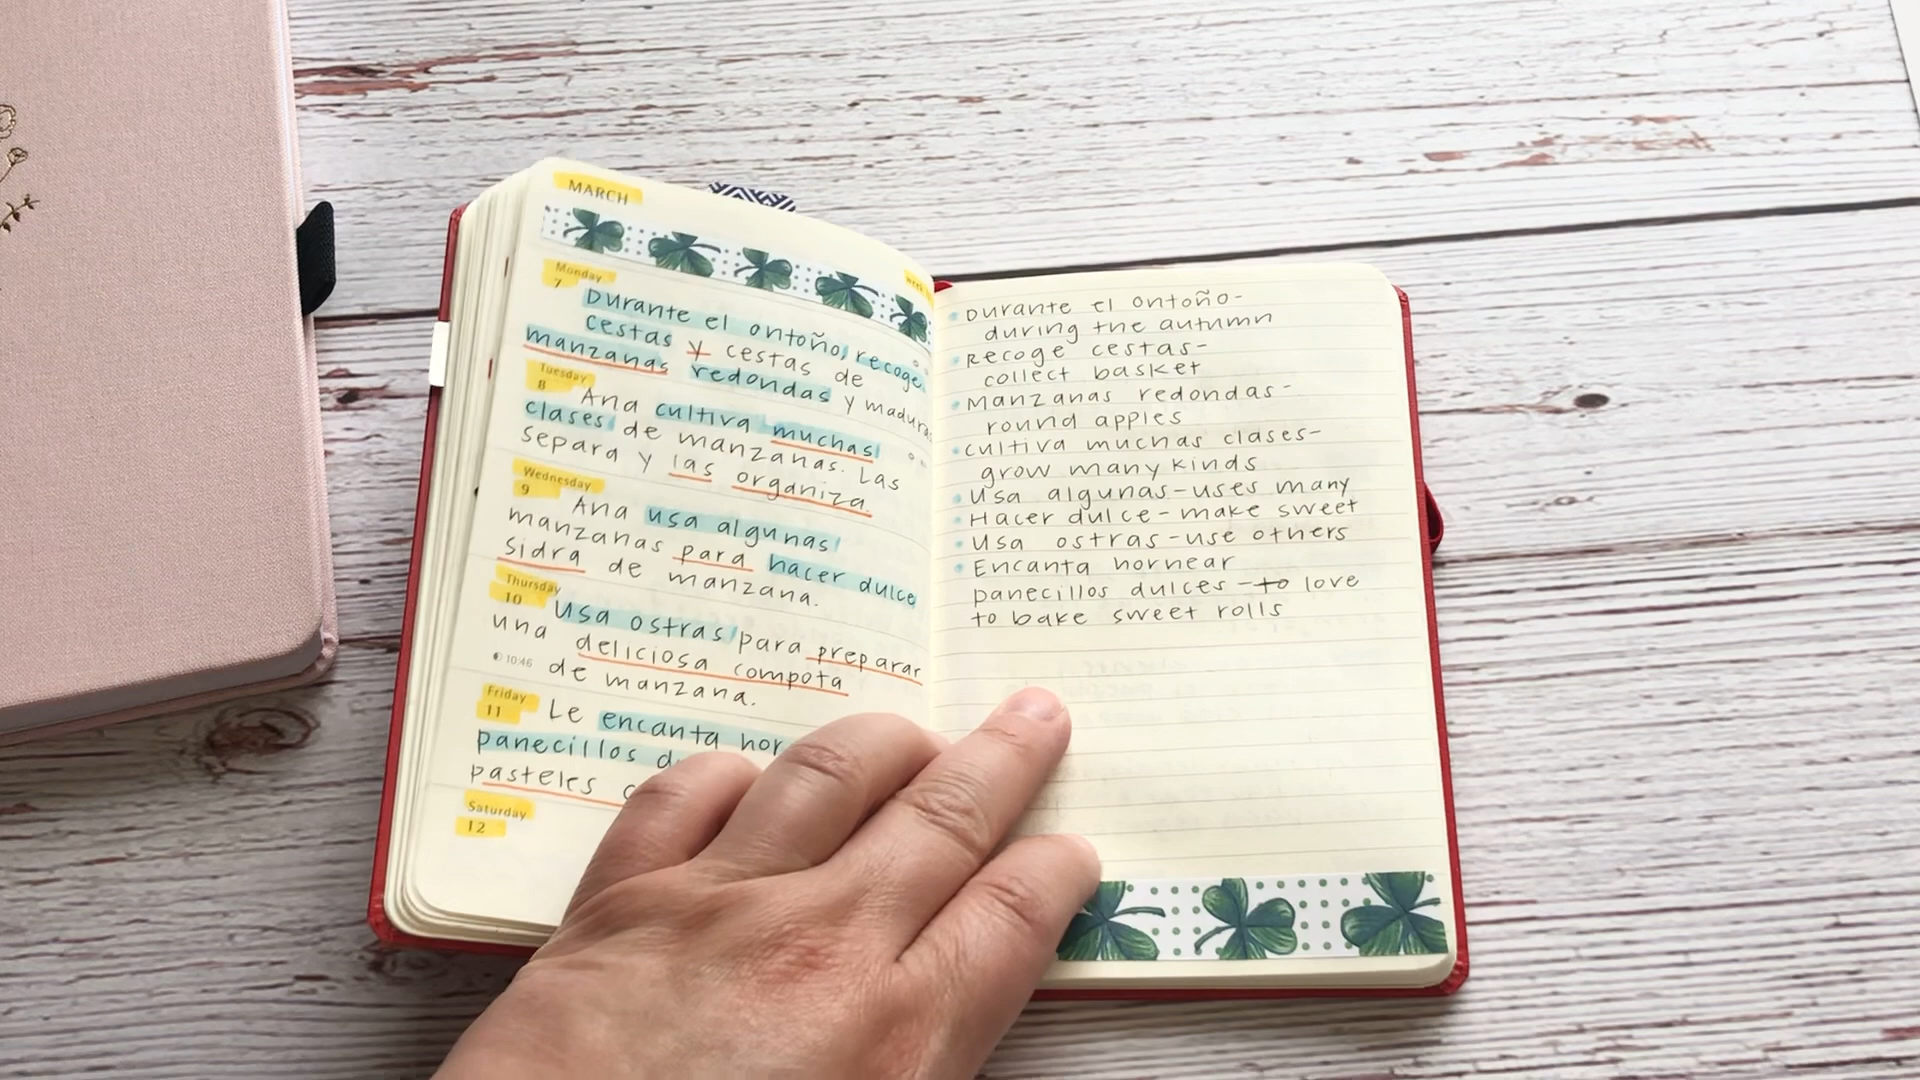 MARCH
Monday
7
Durante el ontoño, recoge
cestas y cestas de
manzanas redondas y maduras
Tuesday
8
Ana cultiva muchas
clases de manzanas. Las
separa y las organiza.
Wednesday
9
Ana usa algunas
manzanas para hacer dulce
sidra de manzana.
Thursday
10
Usa ostras para preparar
una deliciosa compota
10:46
de manzana.
Friday
11
Le encanta hor
panecillos d
pasteles c
Saturday
12
Durante el ontoño-
during the autumn
Recoge cestas-
collect basket
Manzanas redondas-
round apples
cultiva muchas clases-
grow many kinds
Usa algunas-uses many
Hacer dulce-make sweet
Usa ostras-use others
Encanta hornear
panecillos dulces - to love
to bake sweet rolls